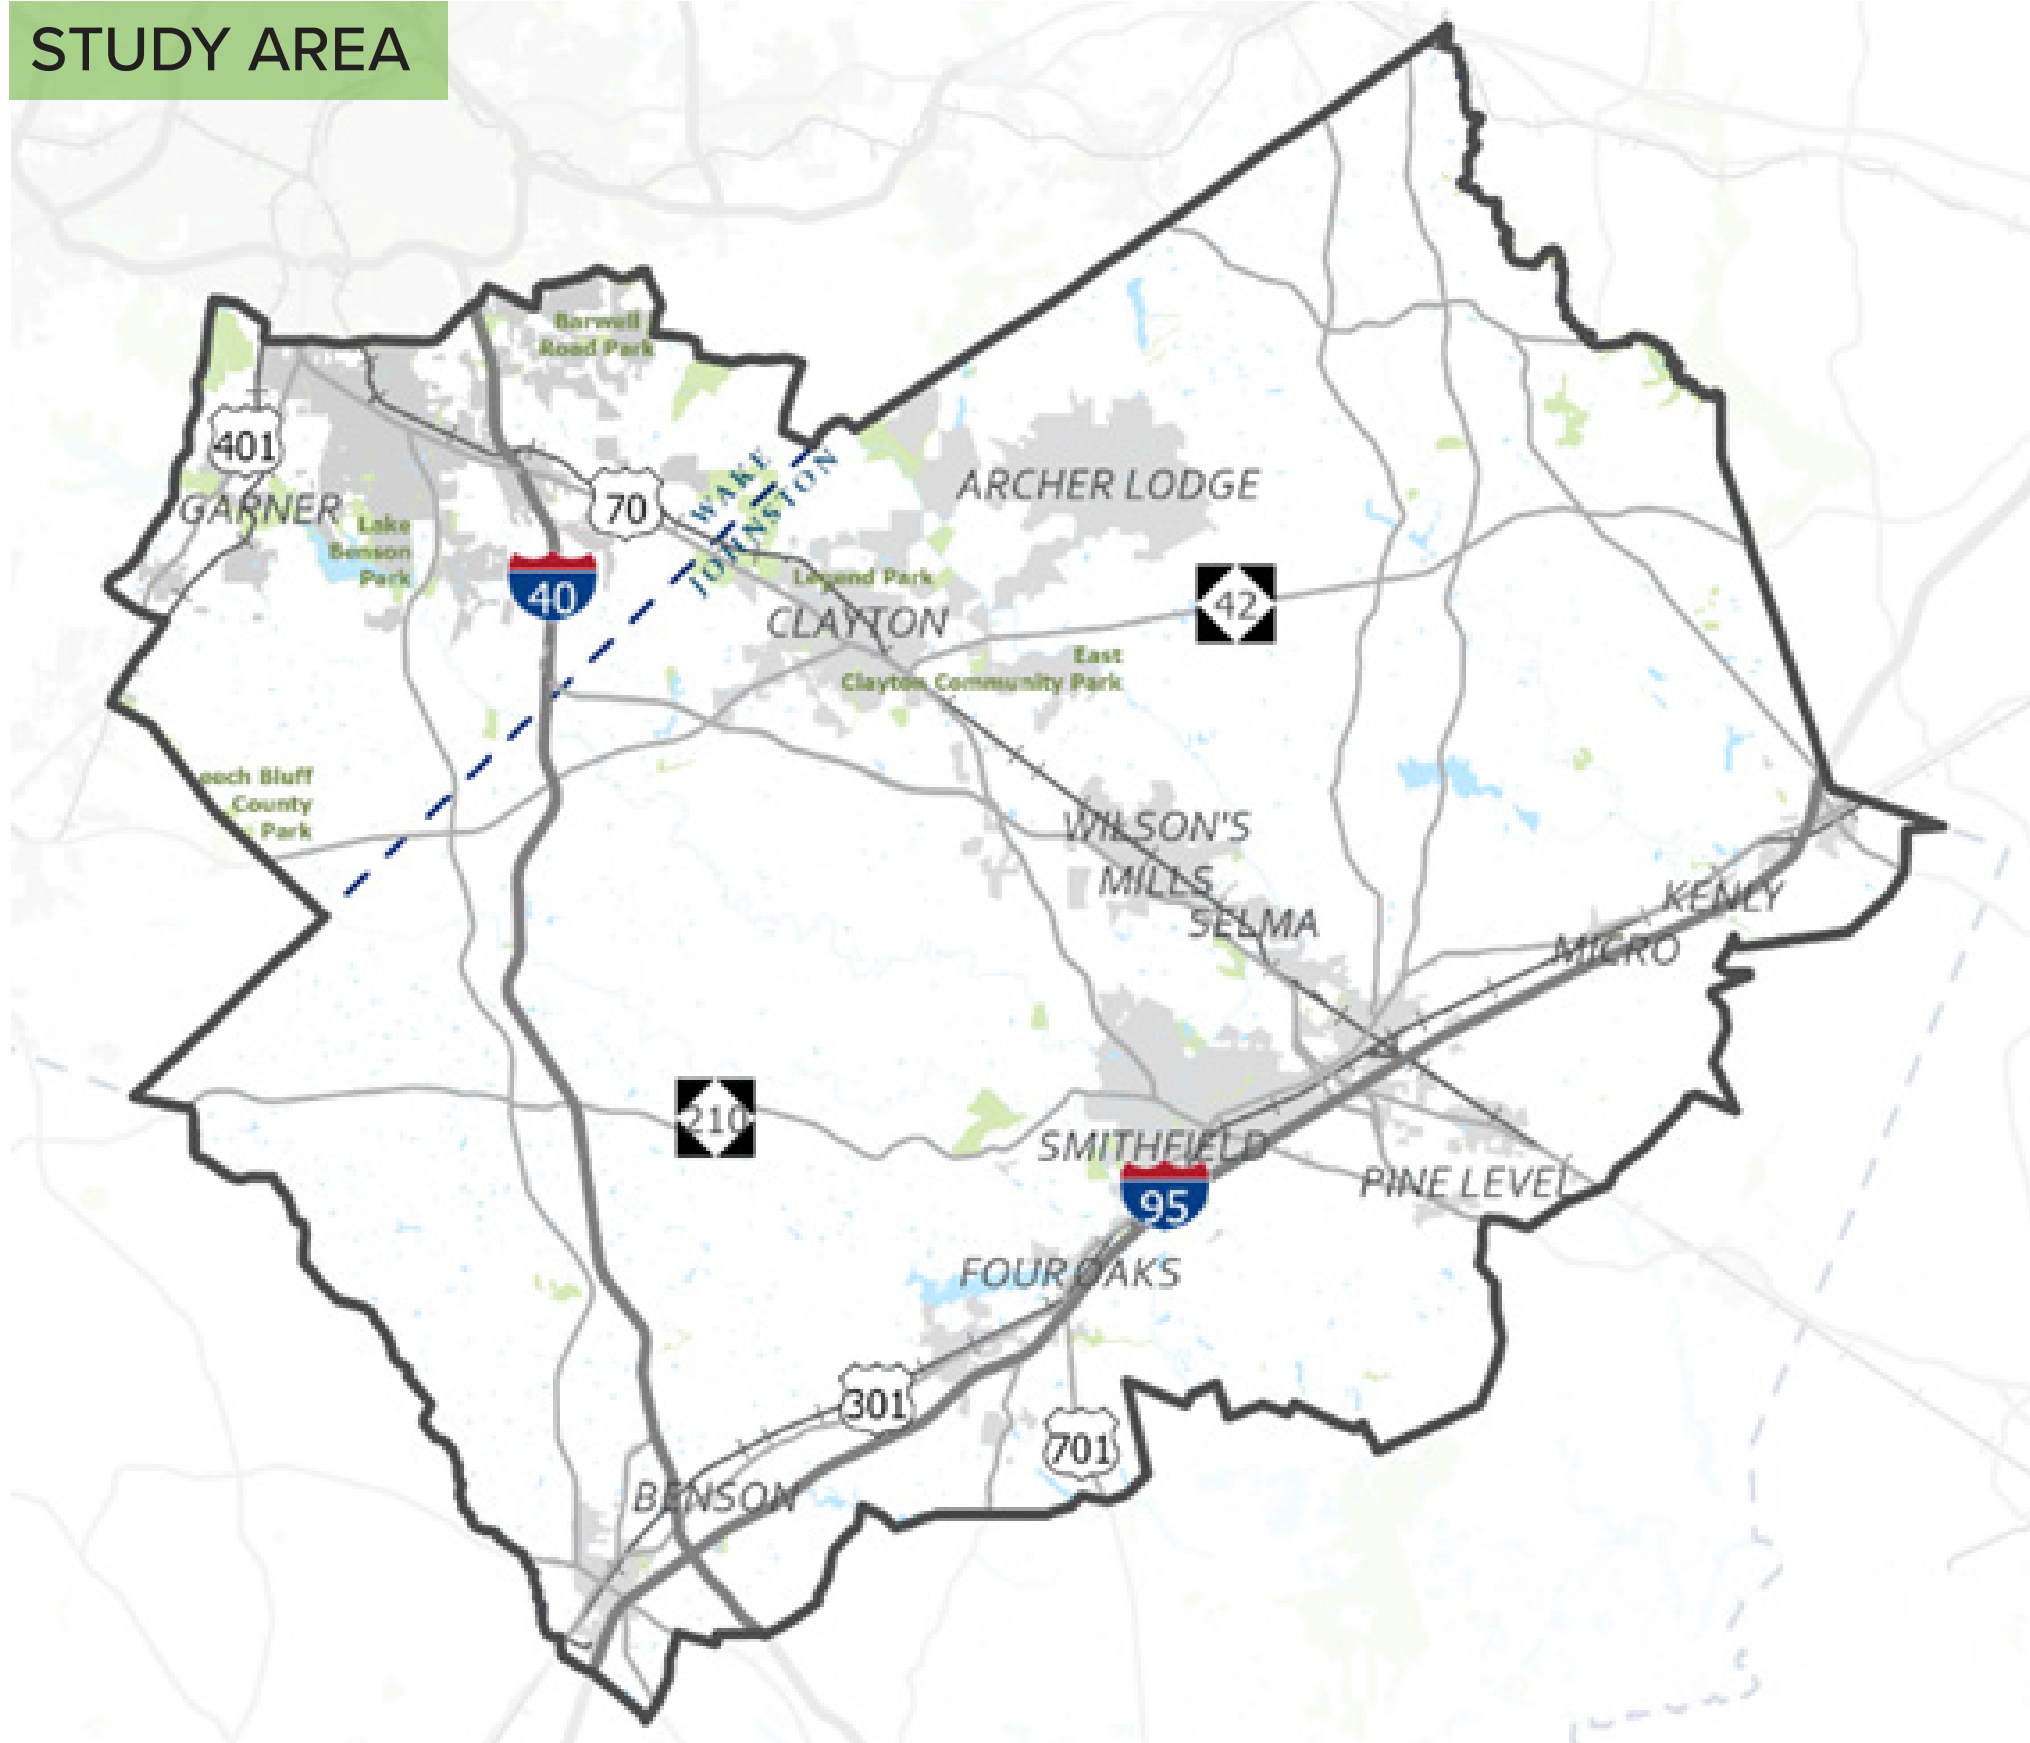 STUDY AREA
Barwell
Road Park
401
GARNER
70
WAKE
JOHNSTON
ARCHER LODGE
Lake
Benson
Park
40
Legend Park
42
CLAYTON
East
Clayton Community Park
eech Bluff
County
Park
WILSON'S
MILLS
SELMA
KENLY
MICRO
210
SMITHFIELD
PINE LEVEL
95
FOUR OAKS
301
701
BENSON